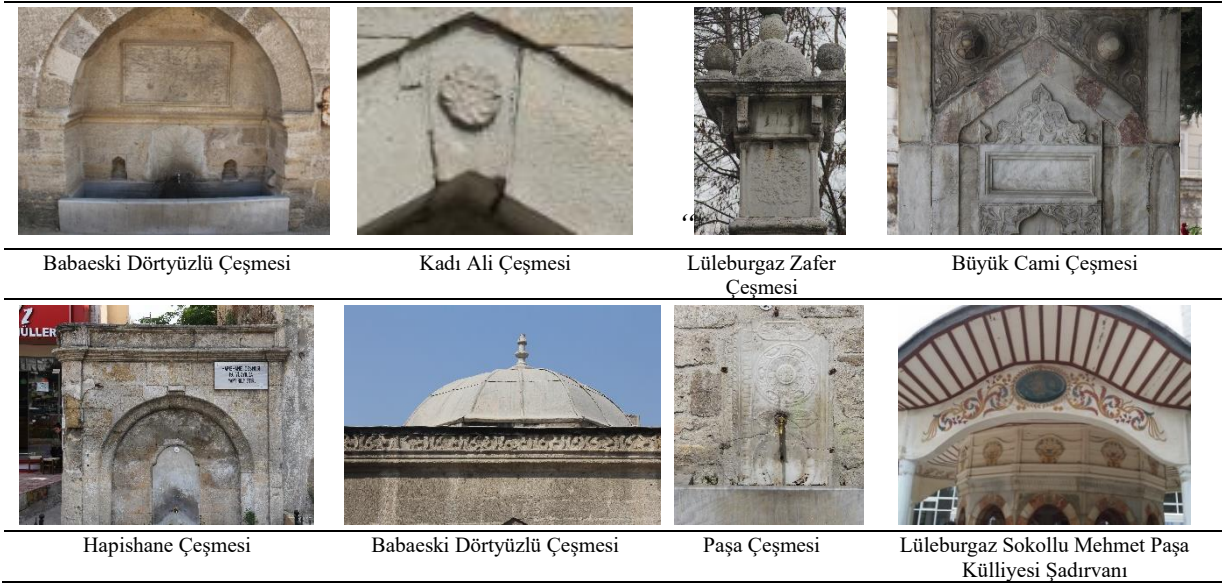 “
Babaeski Dörtyüzlü Çeşmesi
Kadı Ali Çeşmesi
Lüleburgaz Zafer
Çeşmesi
Büyük Cami Çeşmesi
Z
ÜLLER
Hapishane Çeşmesi
Babaeski Dörtyüzlü Çeşmesi
Paşa Çeşmesi
Lüleburgaz Sokollu Mehmet Paşa
Külliyesi Şadırvanı